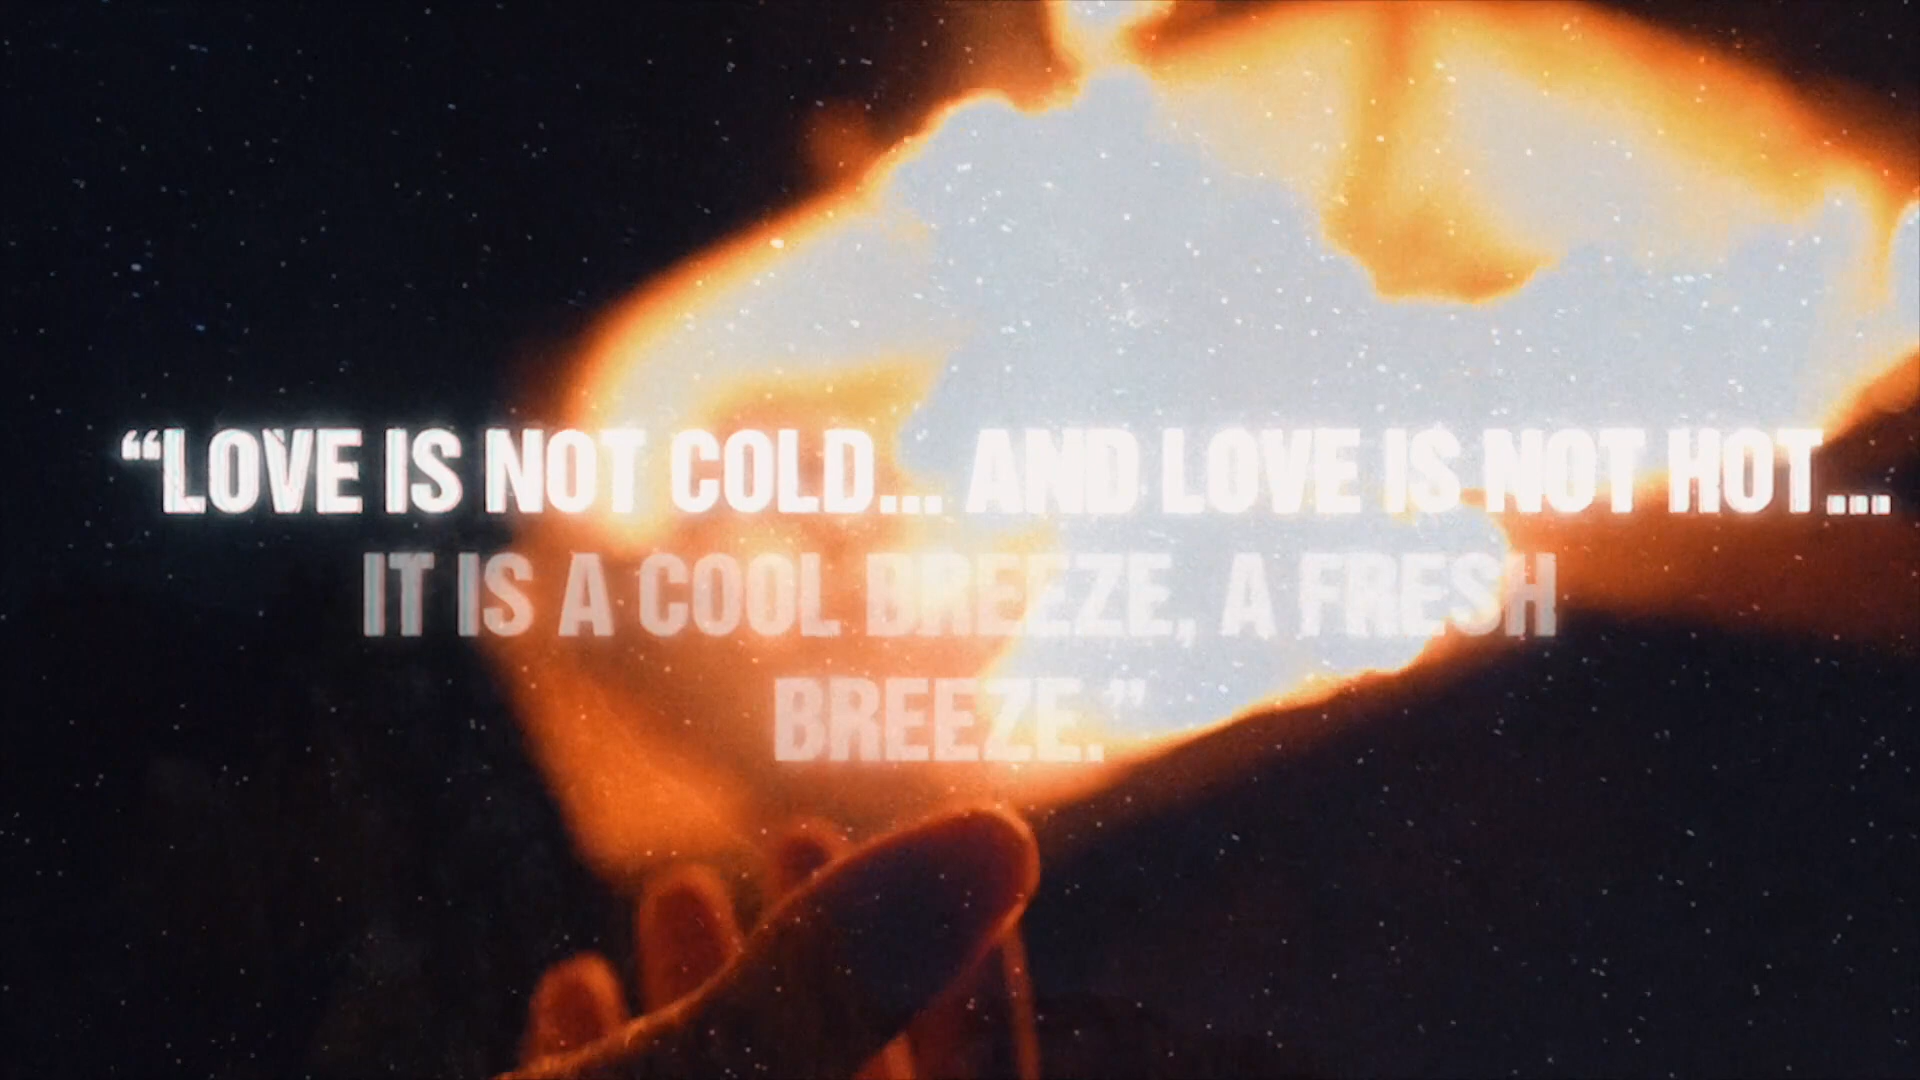 “LOVE IS NOT COLD... AND LOVE IS NOT HOT...
IT IS A COOL BREEZE, A FRESH
BREEZE.”